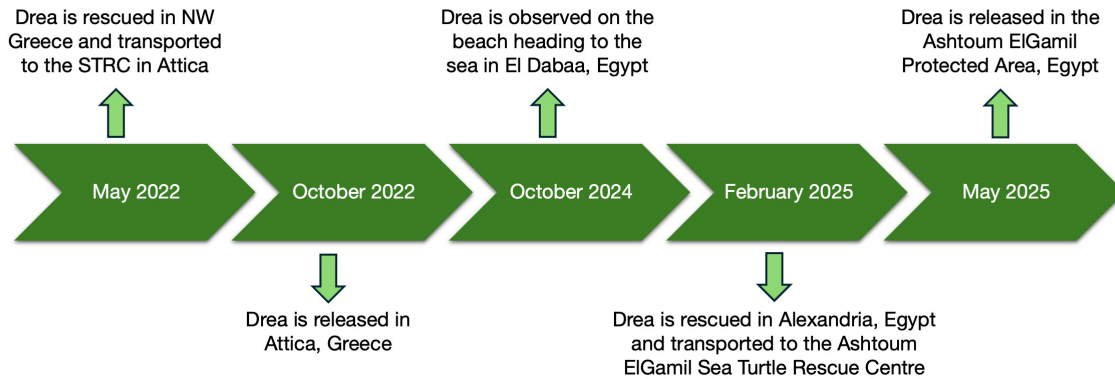 Drea is rescued in NW
Greece and transported
to the STRC in Attica
Drea is observed on the
beach heading to the
sea in El Dabaa, Egypt
Drea is released in the
Ashtoum ElGamil
Protected Area, Egypt
May 2022
October 2022
October 2024
February 2025
May 2025
Drea is released in
Attica, Greece
Drea is rescued in Alexandria, Egypt
and transported to the Ashtoum
ElGamil Sea Turtle Rescue Centre